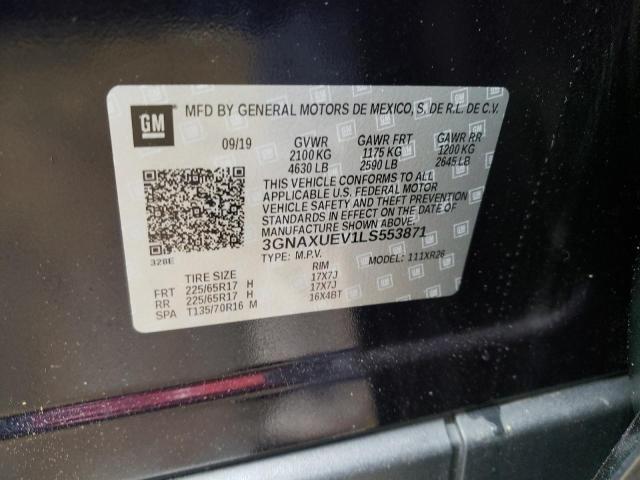 GM
MFD BY GENERAL MOTORS DE MEXICO, S. DE R.L. DE C.V.
09/19 GVWR GAWR FRT GAWR RR
2100 KG 1175 KG 1200 KG
4630 LB 2590 LB 2645 LB
THIS VEHICLE CONFORMS TO ALL
APPLICABLE U.S. FEDERAL MOTOR
VEHICLE SAFETY AND THEFT PREVENTION
STANDARDS IN EFFECT ON THE DATE OF
MANUFACTURE SHOWN ABOVE.
3GNAXUEV1LS553871
328E
TYPE: M.P.V. MODEL: 111XR26
TIRE SIZE RIM
FRT 225/65R17 H 17X7J
RR 225/65R17 H 17X7J
SPA T135/70R16 M 16X4BT